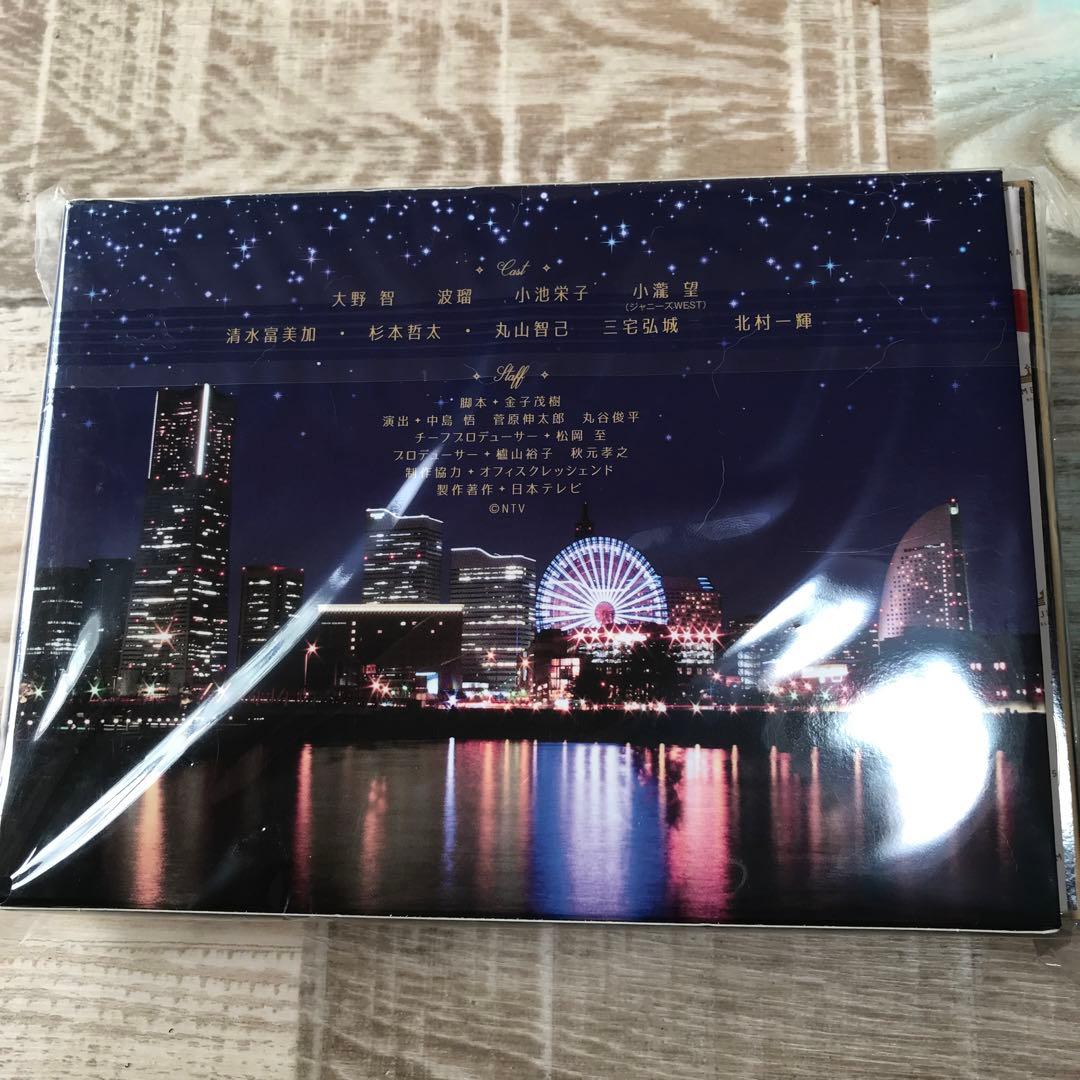 Cast
大野 智 波瑠 小池栄子 小瀧 望
(ジャニーズWEST)
清水富美加 ・ 杉本哲太 ・ 丸山智己 三宅弘城 北村一輝
Staff
脚本✦金子茂樹
演出✦中島 悟 菅原伸太郎 丸谷俊平
チーフプロデューサー✦松岡 至
プロデューサー✦櫨山裕子 秋元孝之
制作協力✦オフィスクレッシェンド
製作著作✦日本テレビ
©NTV